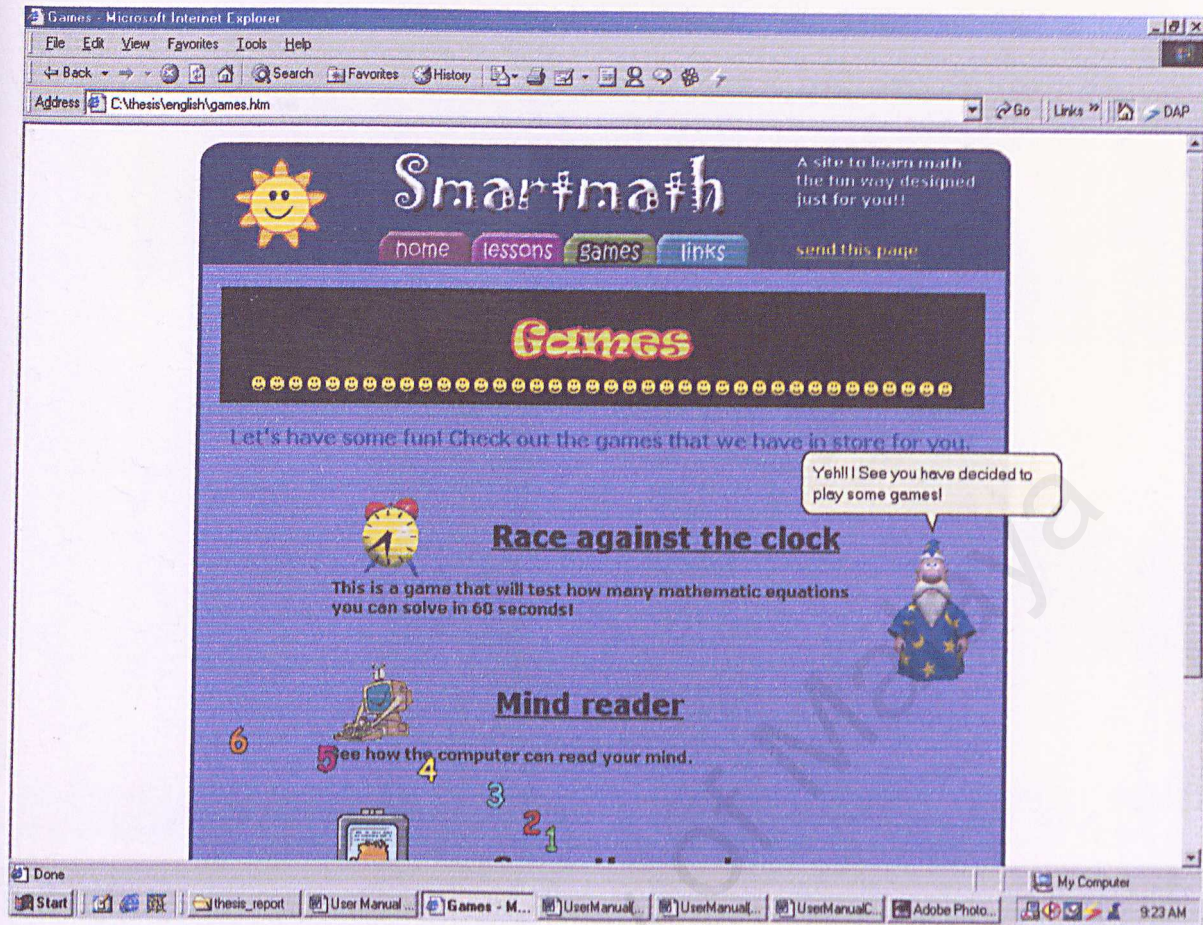 Games - Microsoft Internet Explorer
File Edit View Favorites Tools Help
Back Search Favorites History
Address C:\thesis\english\games.htm Go Links » DAP
Smartmath
A site to learn math
the fun way designed
just for you!!
home lessons games links
send this page
Games
Let's have some fun! Check out the games that we have in store for you.
Yeh!! I See you have decided to
play some games!
Race against the clock
This is a game that will test how many mathematic equations
you can solve in 60 seconds!
Mind reader
See how the computer can read your mind.
6 5 4 3 2 1
Done My Computer
Start thesis_report User Manual ... Games - M... UserManual(... UserManual(... UserManualC... Adobe Photo... 9:23 AM
of Malaya